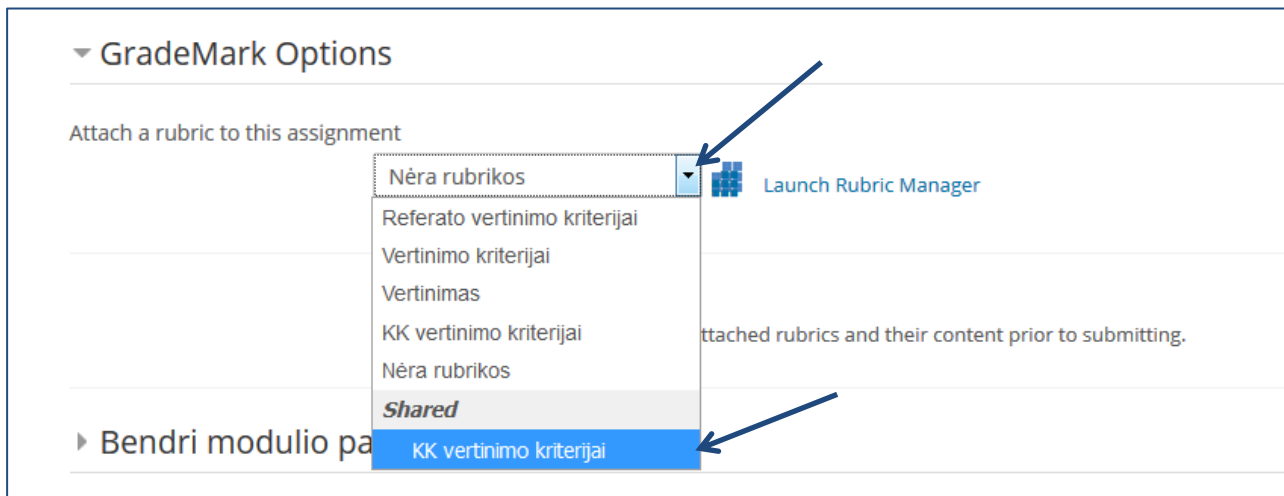 GradeMark Options
Attach a rubric to this assignment
Nėra rubrikos
Launch Rubric Manager
Referato vertinimo kriterijai
Vertinimo kriterijai
Vertinimas
KK vertinimo kriterijai
ttached rubrics and their content prior to submitting.
Nėra rubrikos
Shared
Bendri modulio pa
KK vertinimo kriterijai